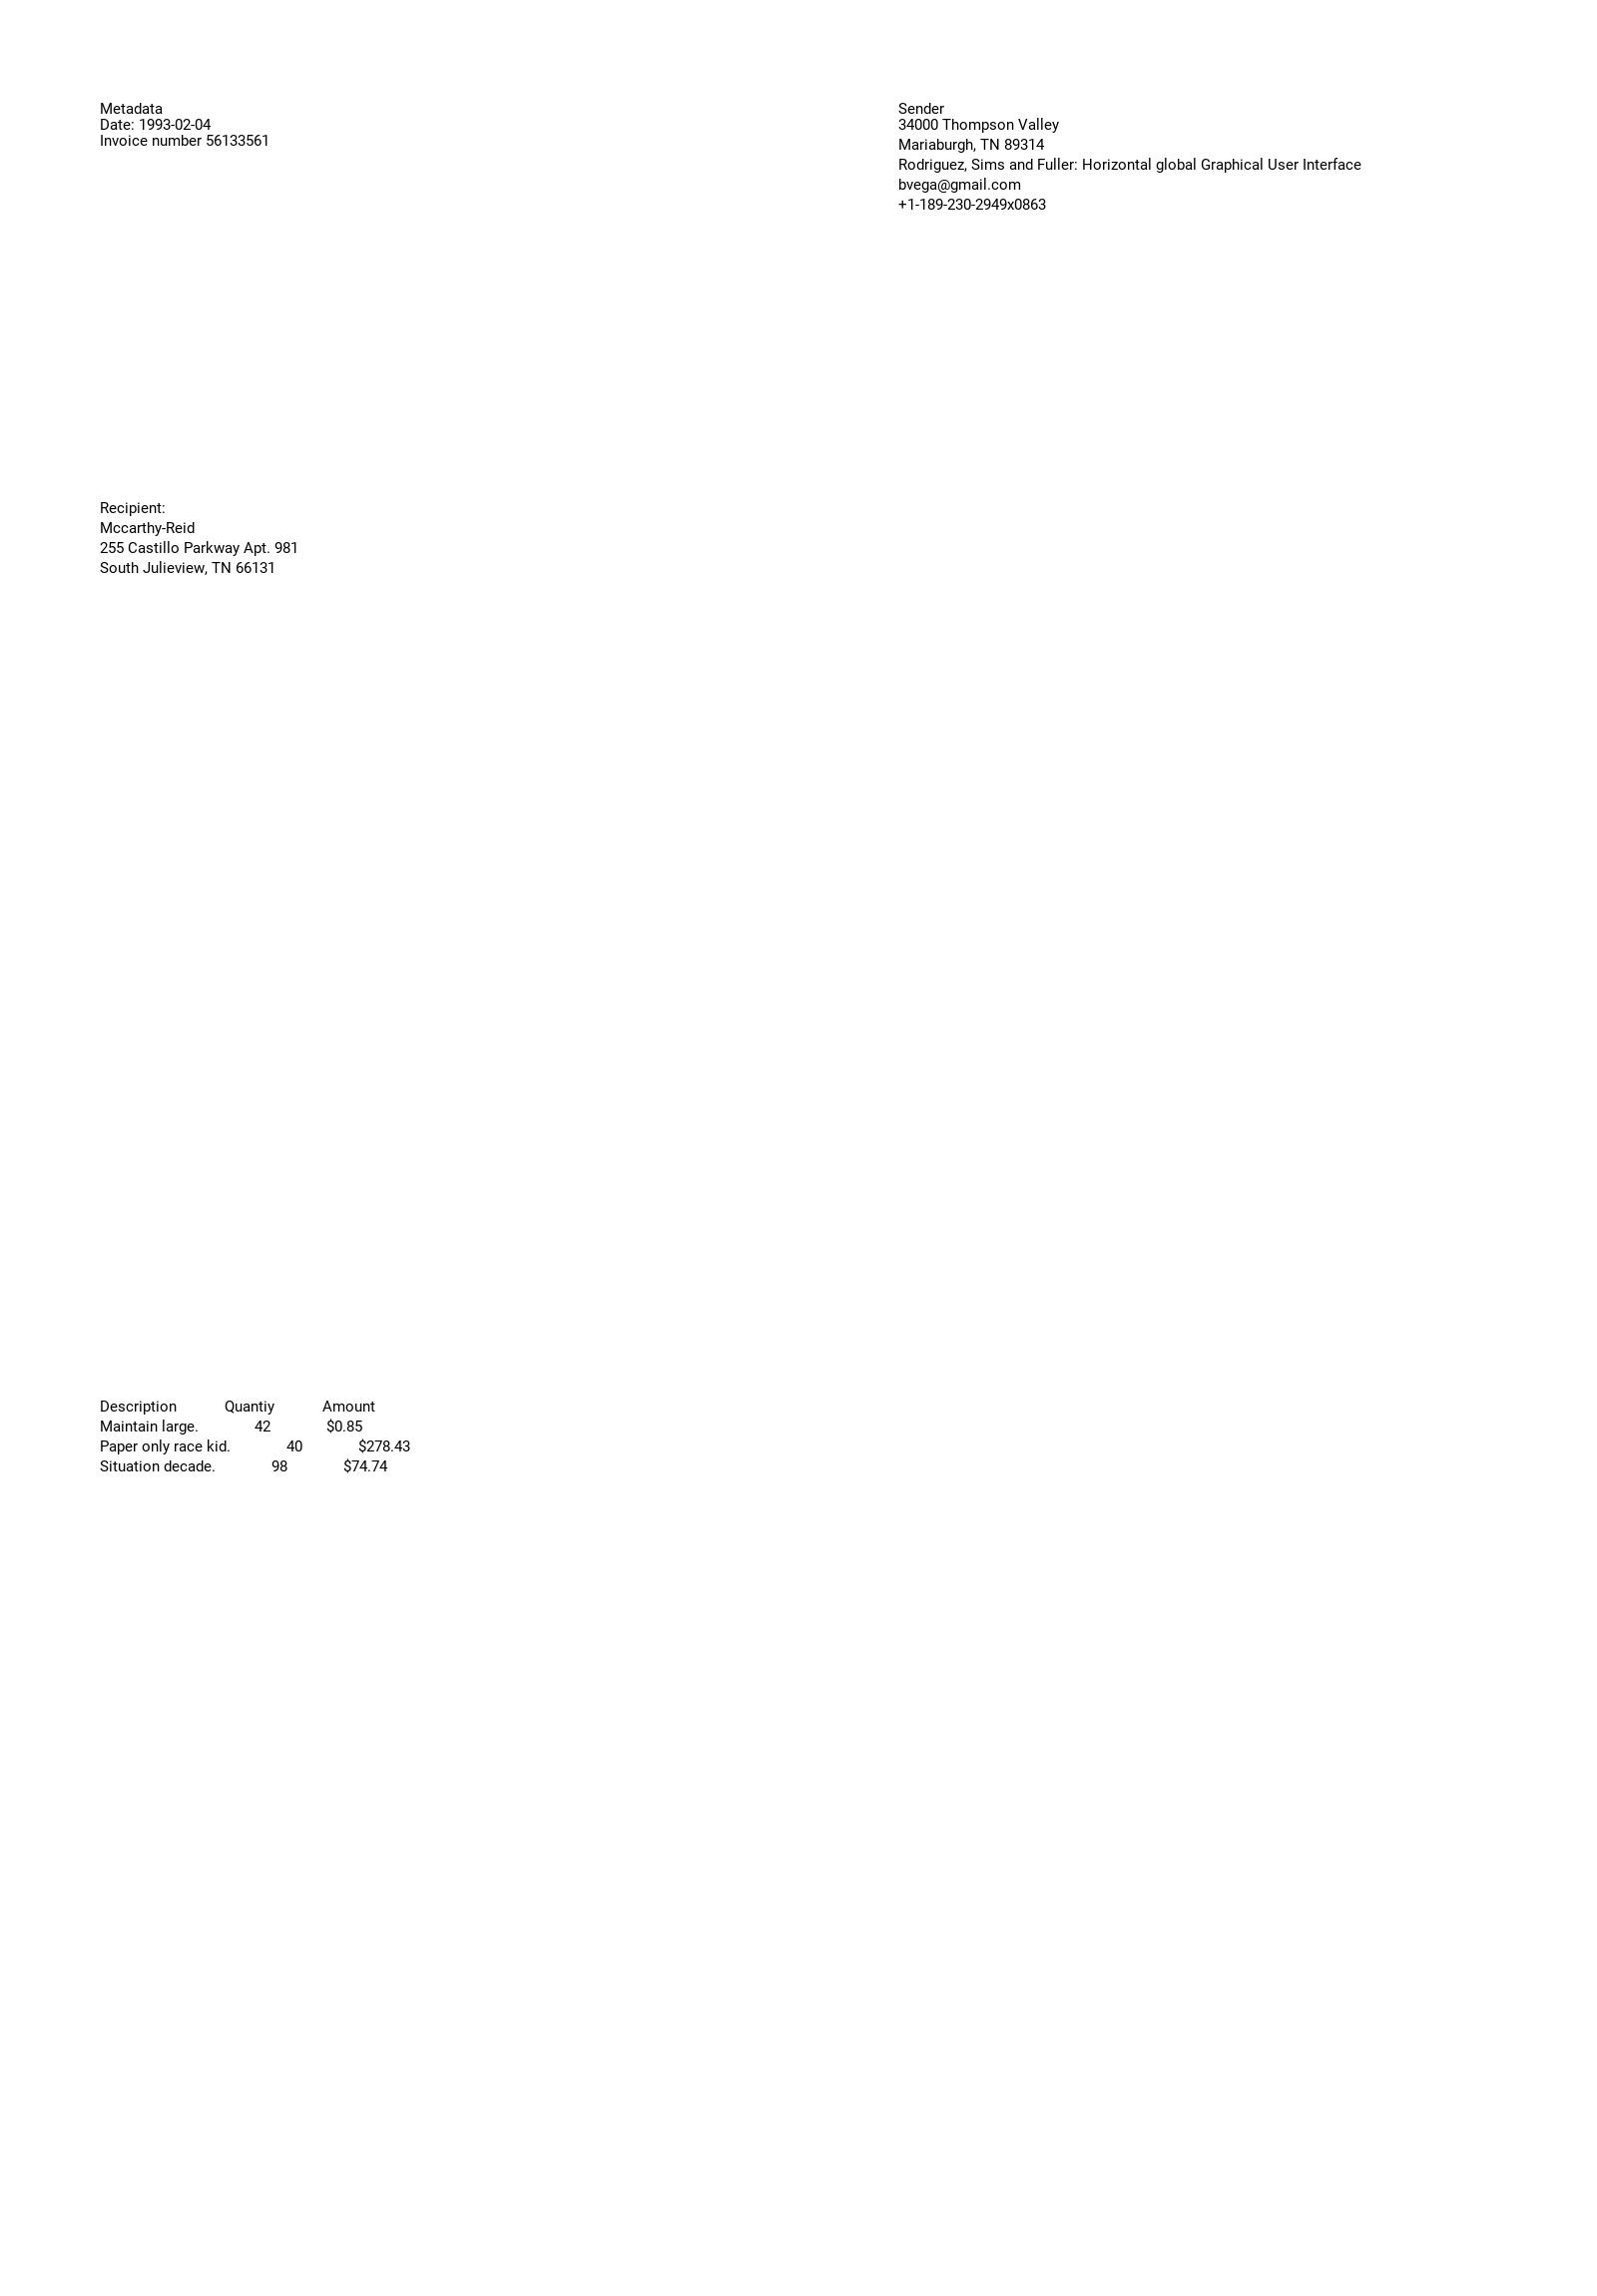 Metadata
Date: 1993-02-04
Invoice number 56133561
Sender
34000 Thompson Valley
Mariaburgh, TN 89314
Rodriguez, Sims and Fuller: Horizontal global Graphical User Interface
bvega@gmail.com
+1-189-230-2949x0863
Recipient:
Mccarthy-Reid
255 Castillo Parkway Apt. 981
South Julieview, TN 66131
Description Quantiy Amount
Maintain large. 42 $0.85
Paper only race kid. 40 $278.43
Situation decade. 98 $74.74